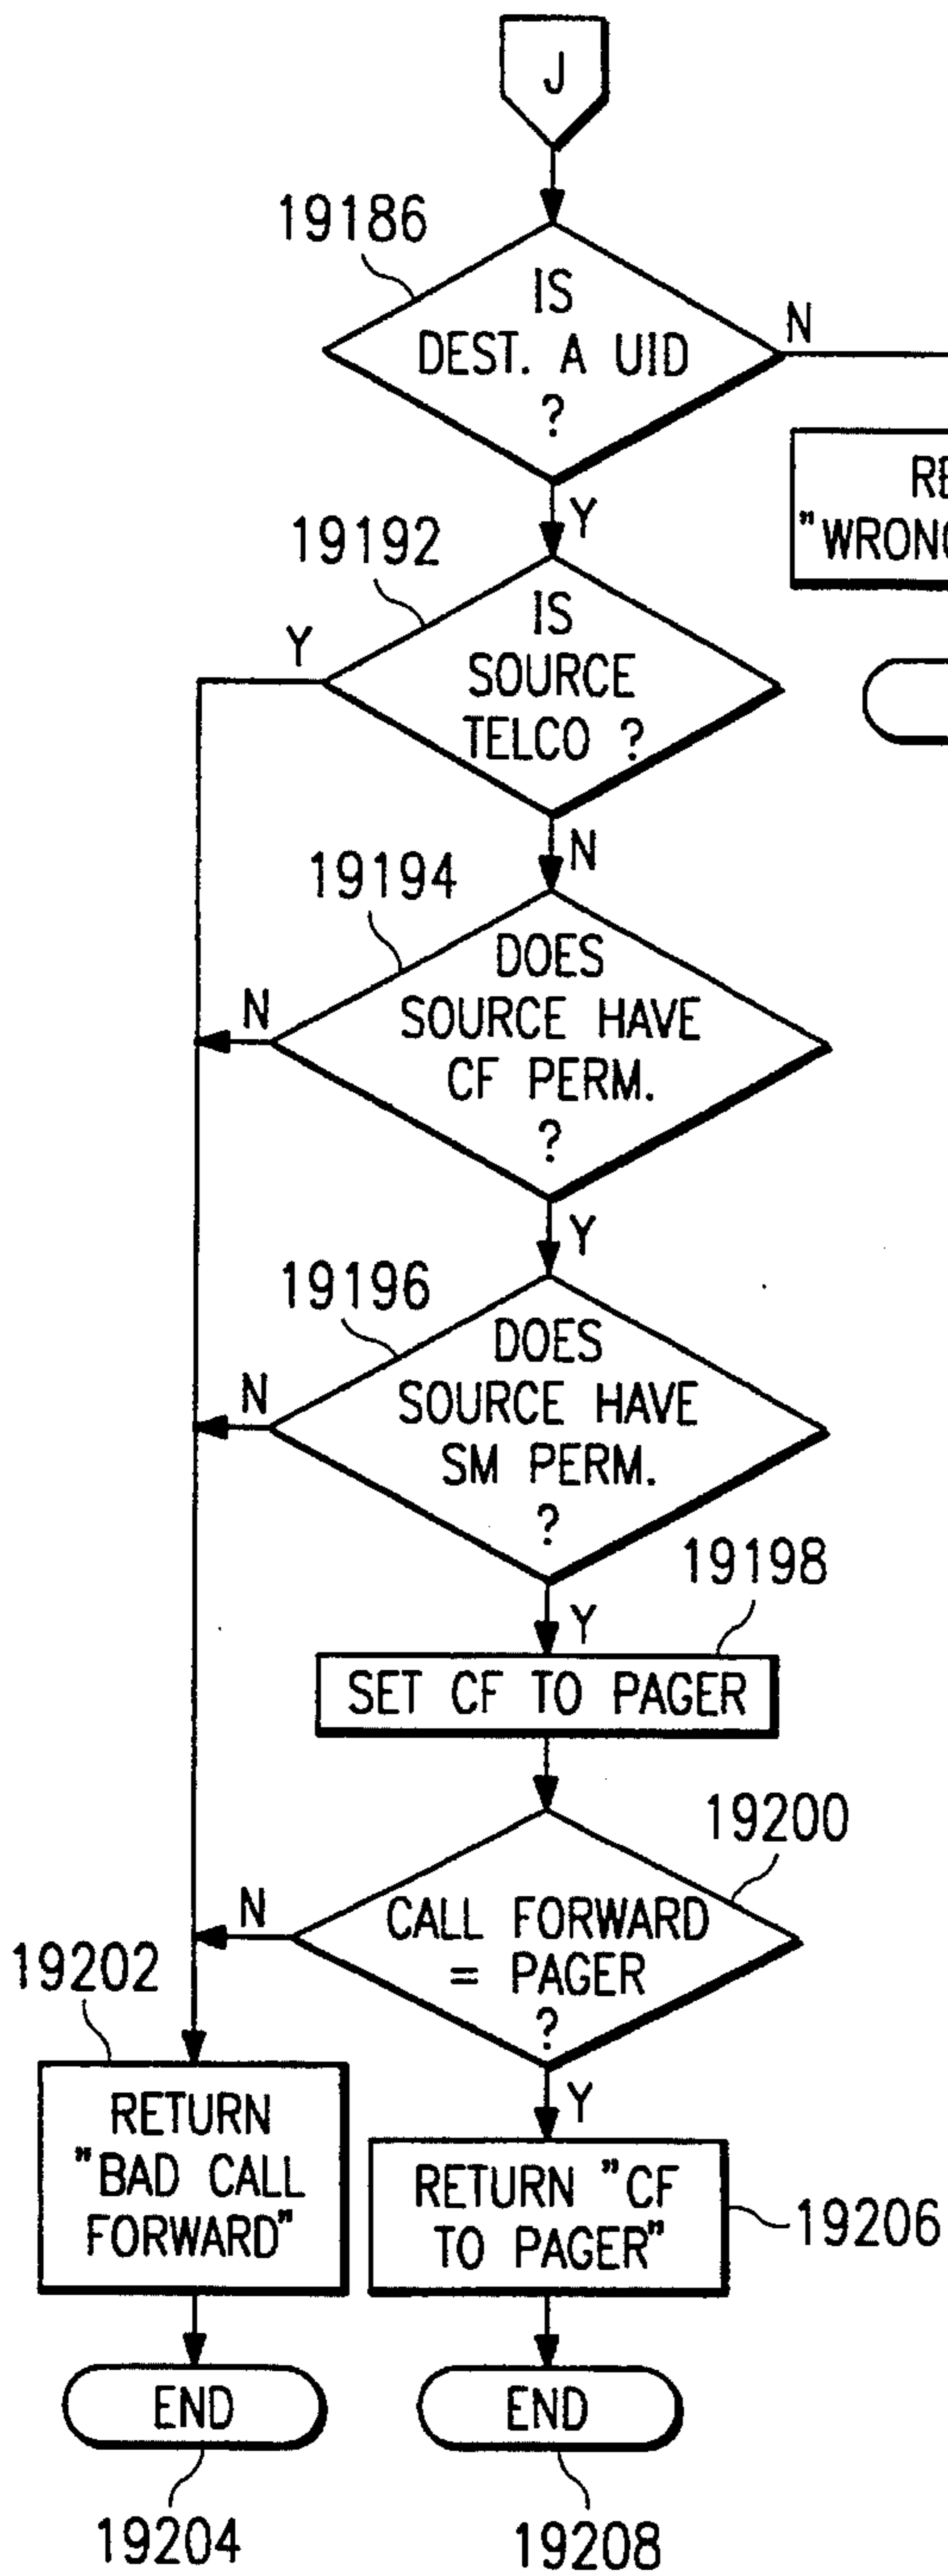 J
19186
IS
DEST. A UID
?
N
Y
"WRONG
19192
IS
SOURCE
TELCO ?
Y
N
19194
DOES
SOURCE HAVE
CF PERM.
?
N
Y
19196
DOES
SOURCE HAVE
SM PERM.
?
N
Y
19198
SET CF TO PAGER
19200
CALL FORWARD
= PAGER
?
N
Y
19202
RETURN
"BAD CALL
FORWARD"
RETURN "CF
TO PAGER"
19206
END
END
19204
19208